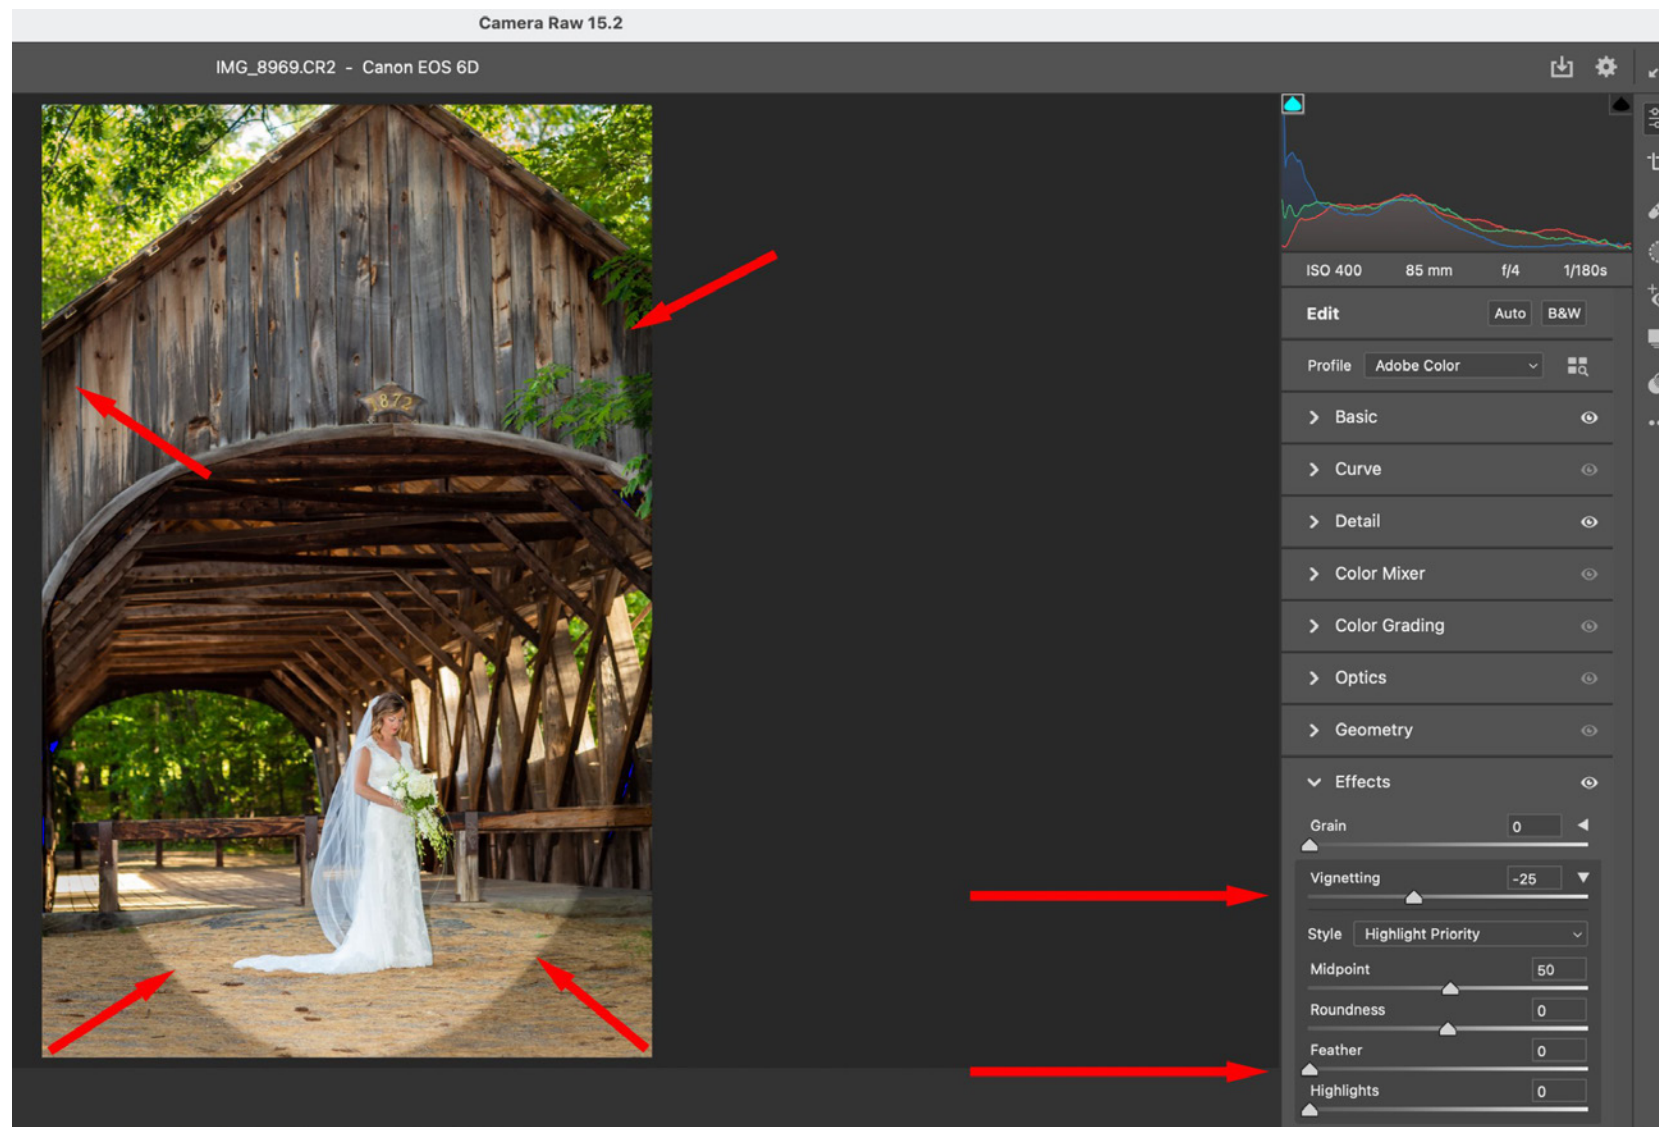 Camera Raw 15.2
IMG_8969.CR2 - Canon EOS 6D
ISO 400 85 mm f/4 1/180s
Edit Auto B&W
Profile Adobe Color
Basic
Curve
Detail
Color Mixer
Color Grading
Optics
Geometry
Effects
Grain 0
Vignetting -25
Style Highlight Priority
Midpoint 50
Roundness 0
Feather 0
Highlights 0
1872